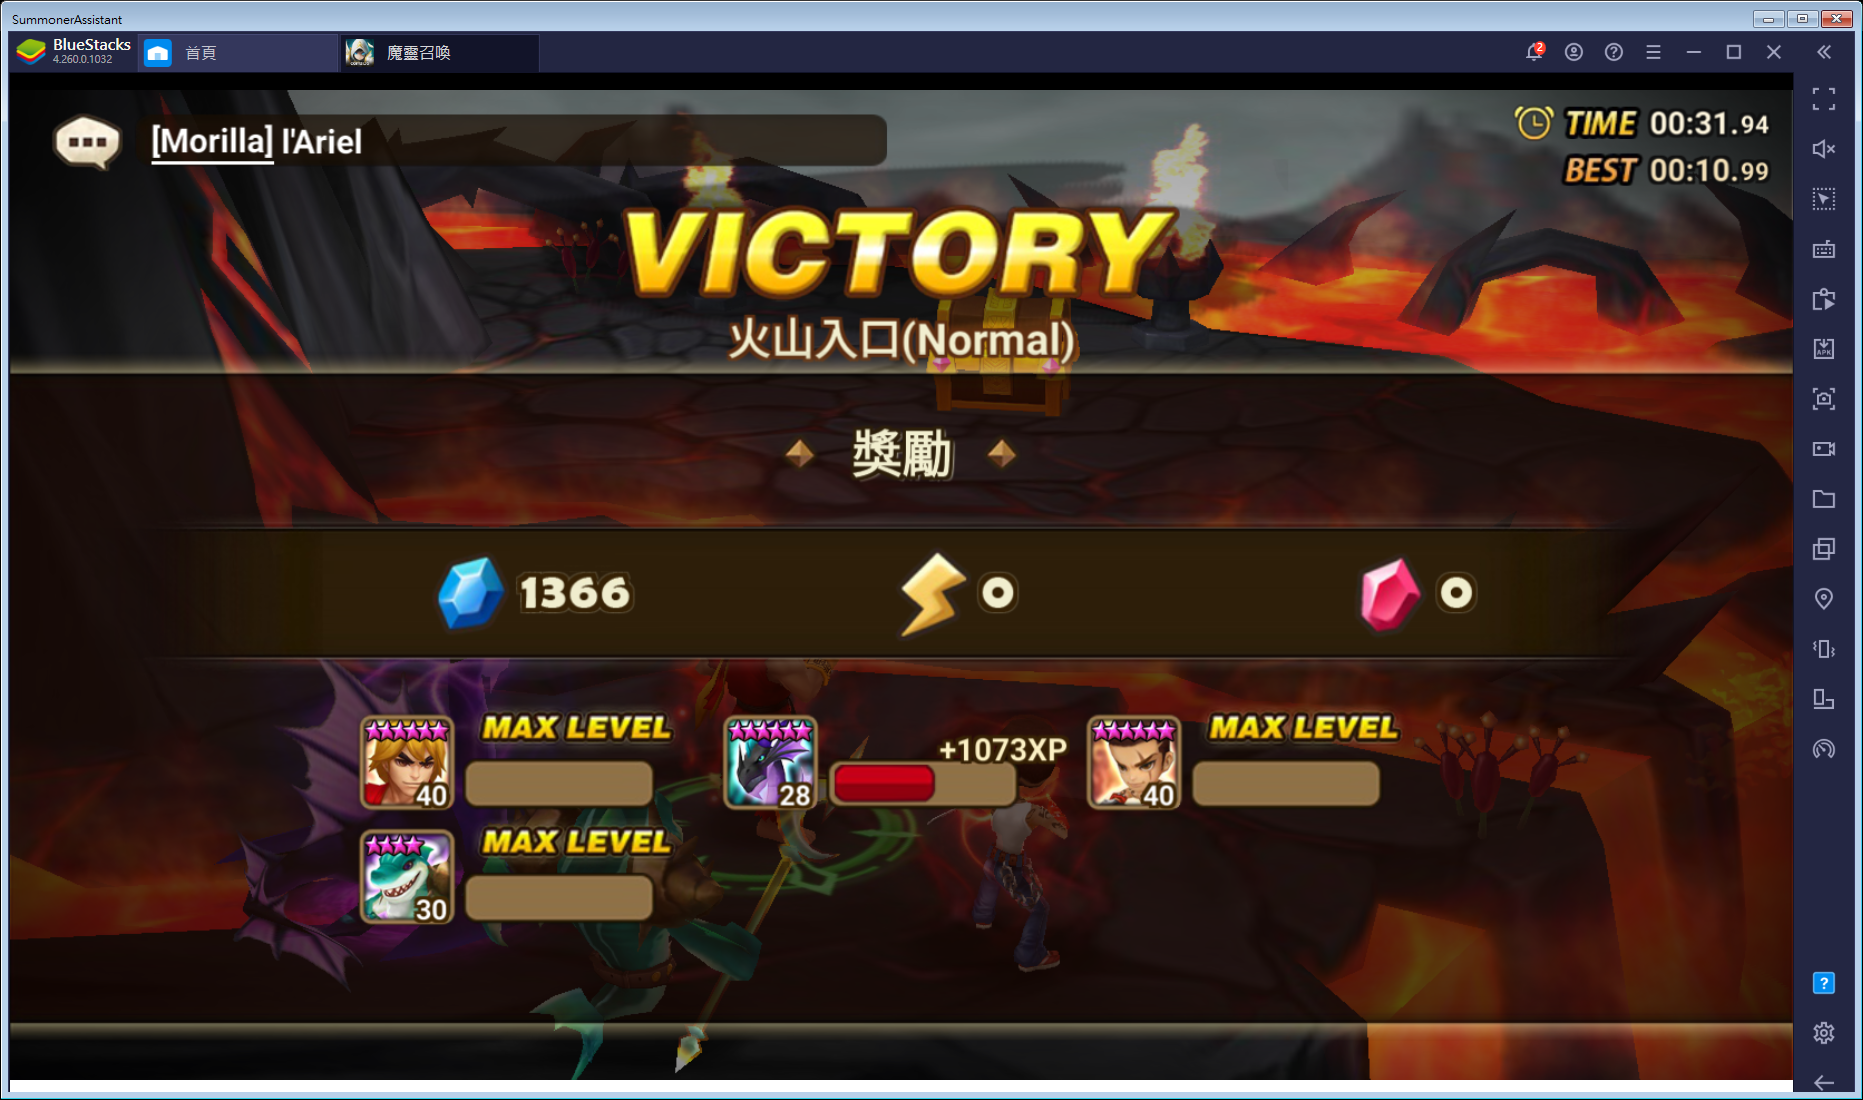 SummonerAssistant
BlueStacks
4.260.0.1032
首頁
魔靈召喚
2
[Morilla] l'Ariel
TIME 00:31.94
BEST 00:10.99
VICTORY
火山入口(Normal)
獎勵
1366
0
0
MAX LEVEL
40
+1073XP
28
MAX LEVEL
40
MAX LEVEL
30
APK
?